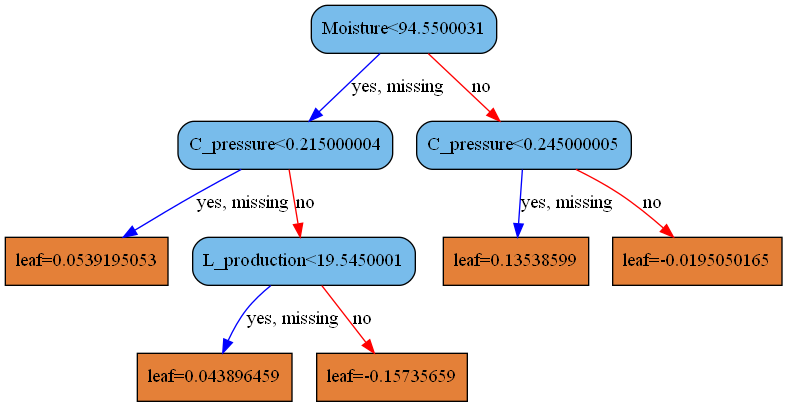 Moisture<94.5500031
yes, missing
no
C_pressure<0.215000004
C_pressure<0.245000005
yes, missing
no
yes, missing
no
leaf=0.0539195053
L_production<19.5450001
leaf=0.13538599
leaf=-0.0195050165
yes, missing
no
leaf=0.043896459
leaf=-0.15735659